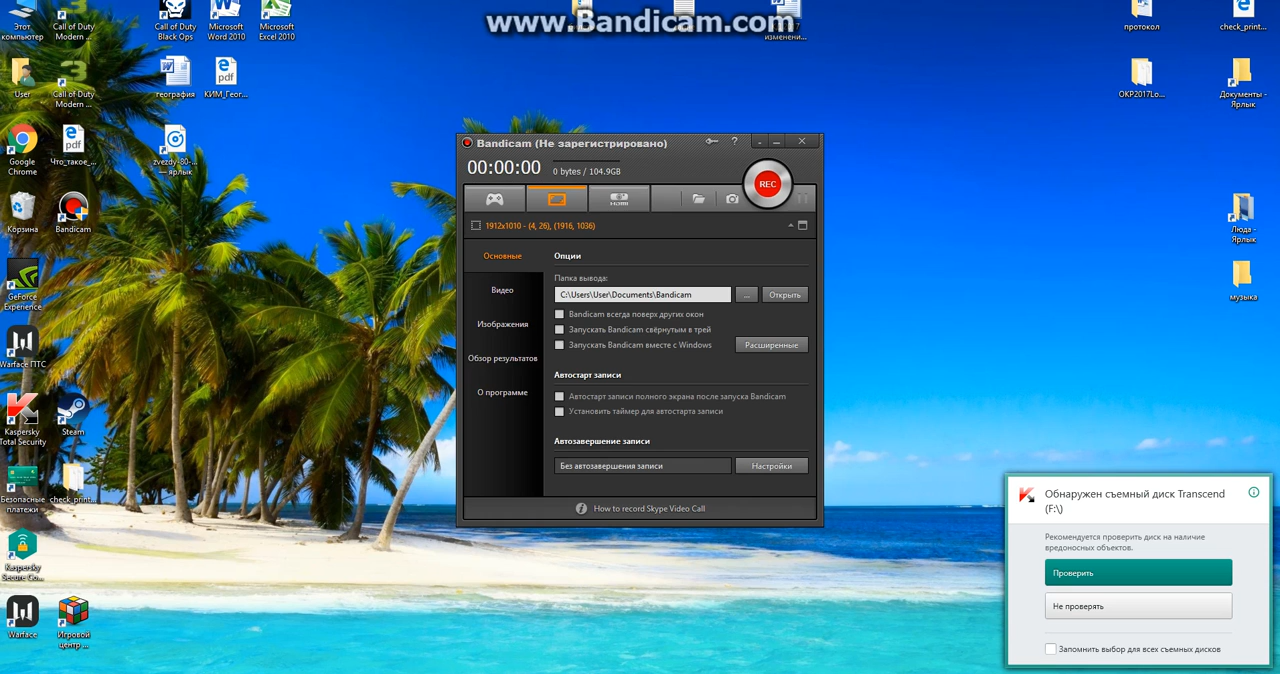 www.Bandicam.com
Этот
компьютер
Call of Duty
Modern ...
Call of Duty
Black Ops
Microsoft
Word 2010
Microsoft
Excel 2010
изменени...
протокол
check_print...
User
Call of Duty
Modern ...
география
КИМ_Геог...
ОКР2017Lo...
Документы -
Ярлык
Google
Chrome
Что_такое_...
zvezdy-80-...
— ярлык
Корзина
Bandicam
Люда -
Ярлык
GeForce
Experience
музыка
Warface ПТС
Kaspersky
Total Security
Steam
Безопасные
платежи
check_print...
Kaspersky
Secure Co...
Warface
Игровой
центр ...
Bandicam (Не зарегистрировано)
?
00:00:00
0 bytes / 104.9GB
REC
HDMI
1912x1010 - (4, 26), (1916, 1036)
Основные
Видео
Изображения
Обзор результатов
О программе
Опции
Папка вывода:
C:\Users\User\Documents\Bandicam
...
Открыть
Bandicam всегда поверх других окон
Запускать Bandicam свёрнутым в трей
Запускать Bandicam вместе с Windows
Расширенные
Автостарт записи
Автостарт записи полного экрана после запуска Bandicam
Установить таймер для автостарта записи
Автозавершение записи
Без автозавершения записи
Настройки
How to record Skype Video Call
Обнаружен съемный диск Transcend
(F:\)
Рекомендуется проверить диск на наличие
вредоносных объектов.
Проверить
Не проверять
Запомнить выбор для всех съемных дисков